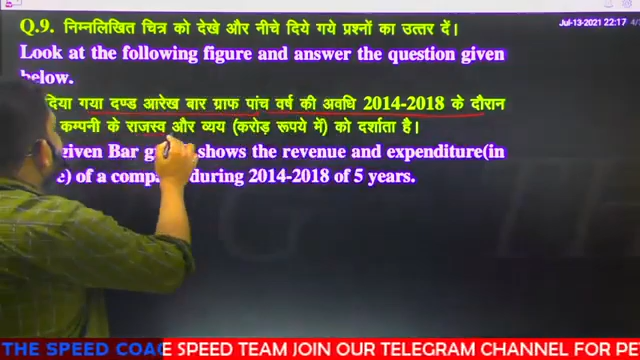 Q.9. निम्नलिखित चित्र को देखे और नीचे दिये गये प्रश्नों का उत्तर दें।
Jul-13-2021 22:17
Look at the following figure and answer the question given
below.
दिया गया दण्ड आरेख बार ग्राफ पांच वर्ष की अवधि 2014-2018 के दौरान
कम्पनी के राजस्व और व्यय (करोड़ रूपये में) को दर्शाता है।
given Bar shows the revenue and expenditure(in
of a during 2014-2018 of 5 years.
THE SPEED COA SPEED TEAM JOIN OUR TELEGRAM CHANNEL FOR